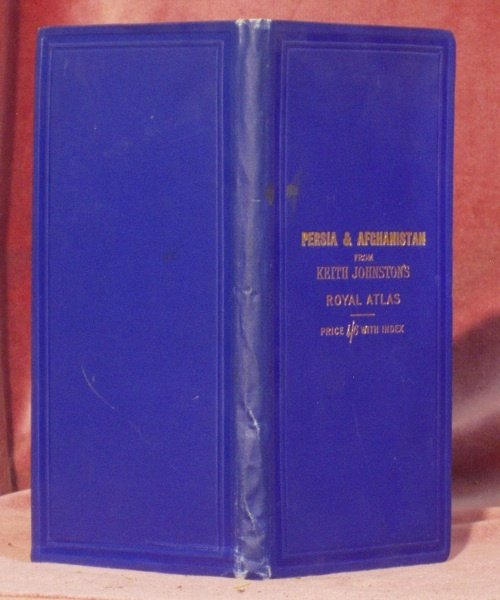 PERSIA & AFGHANISTAN
FROM
KEITH JOHNSTON'S
ROYAL ATLAS
PRICE WITH INDEX